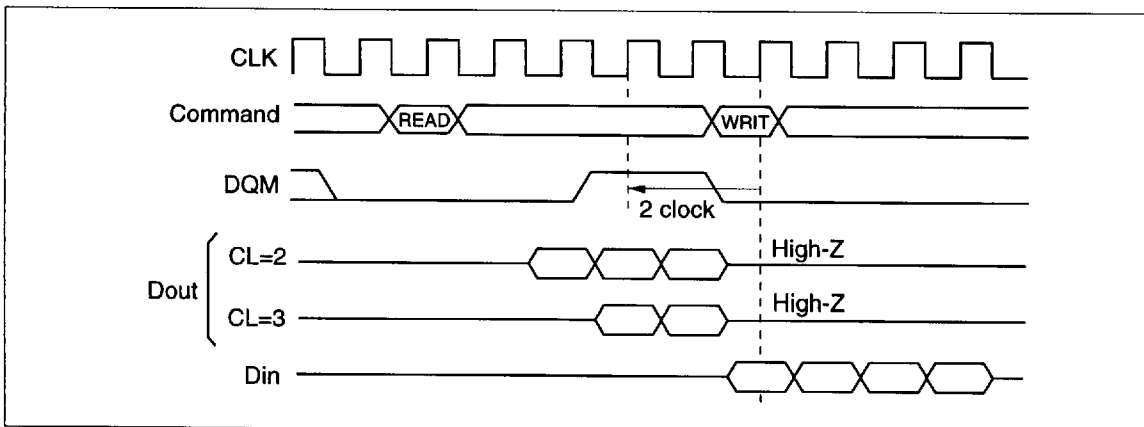 CLK
Command READ WRIT
DQM
2 clock
CL=2 High-Z
Dout
CL=3 High-Z
Din